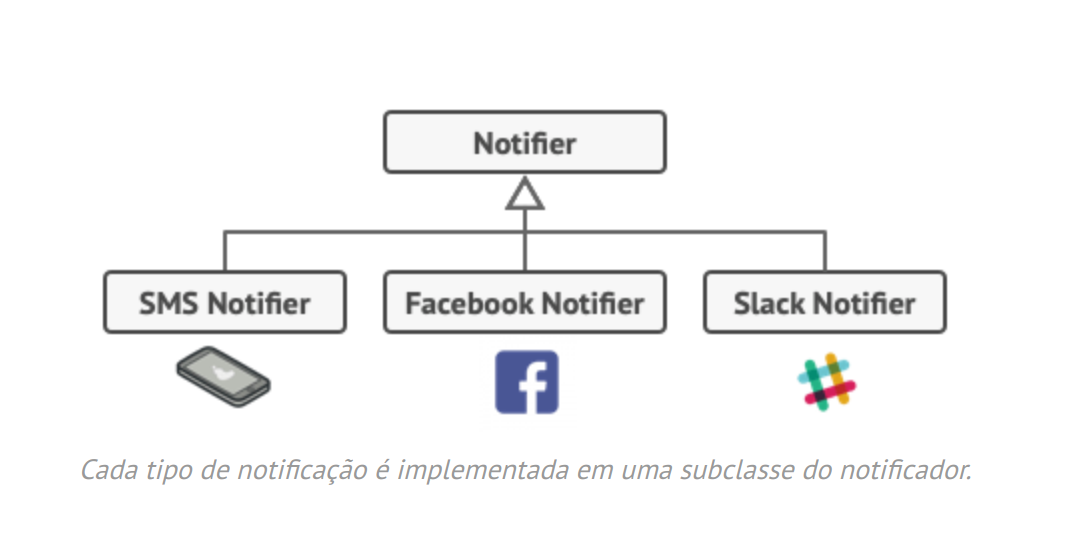 Notifier
SMS Notifier
Facebook Notifier
Slack Notifier
Cada tipo de notificação é implementada em uma subclasse do notificador.